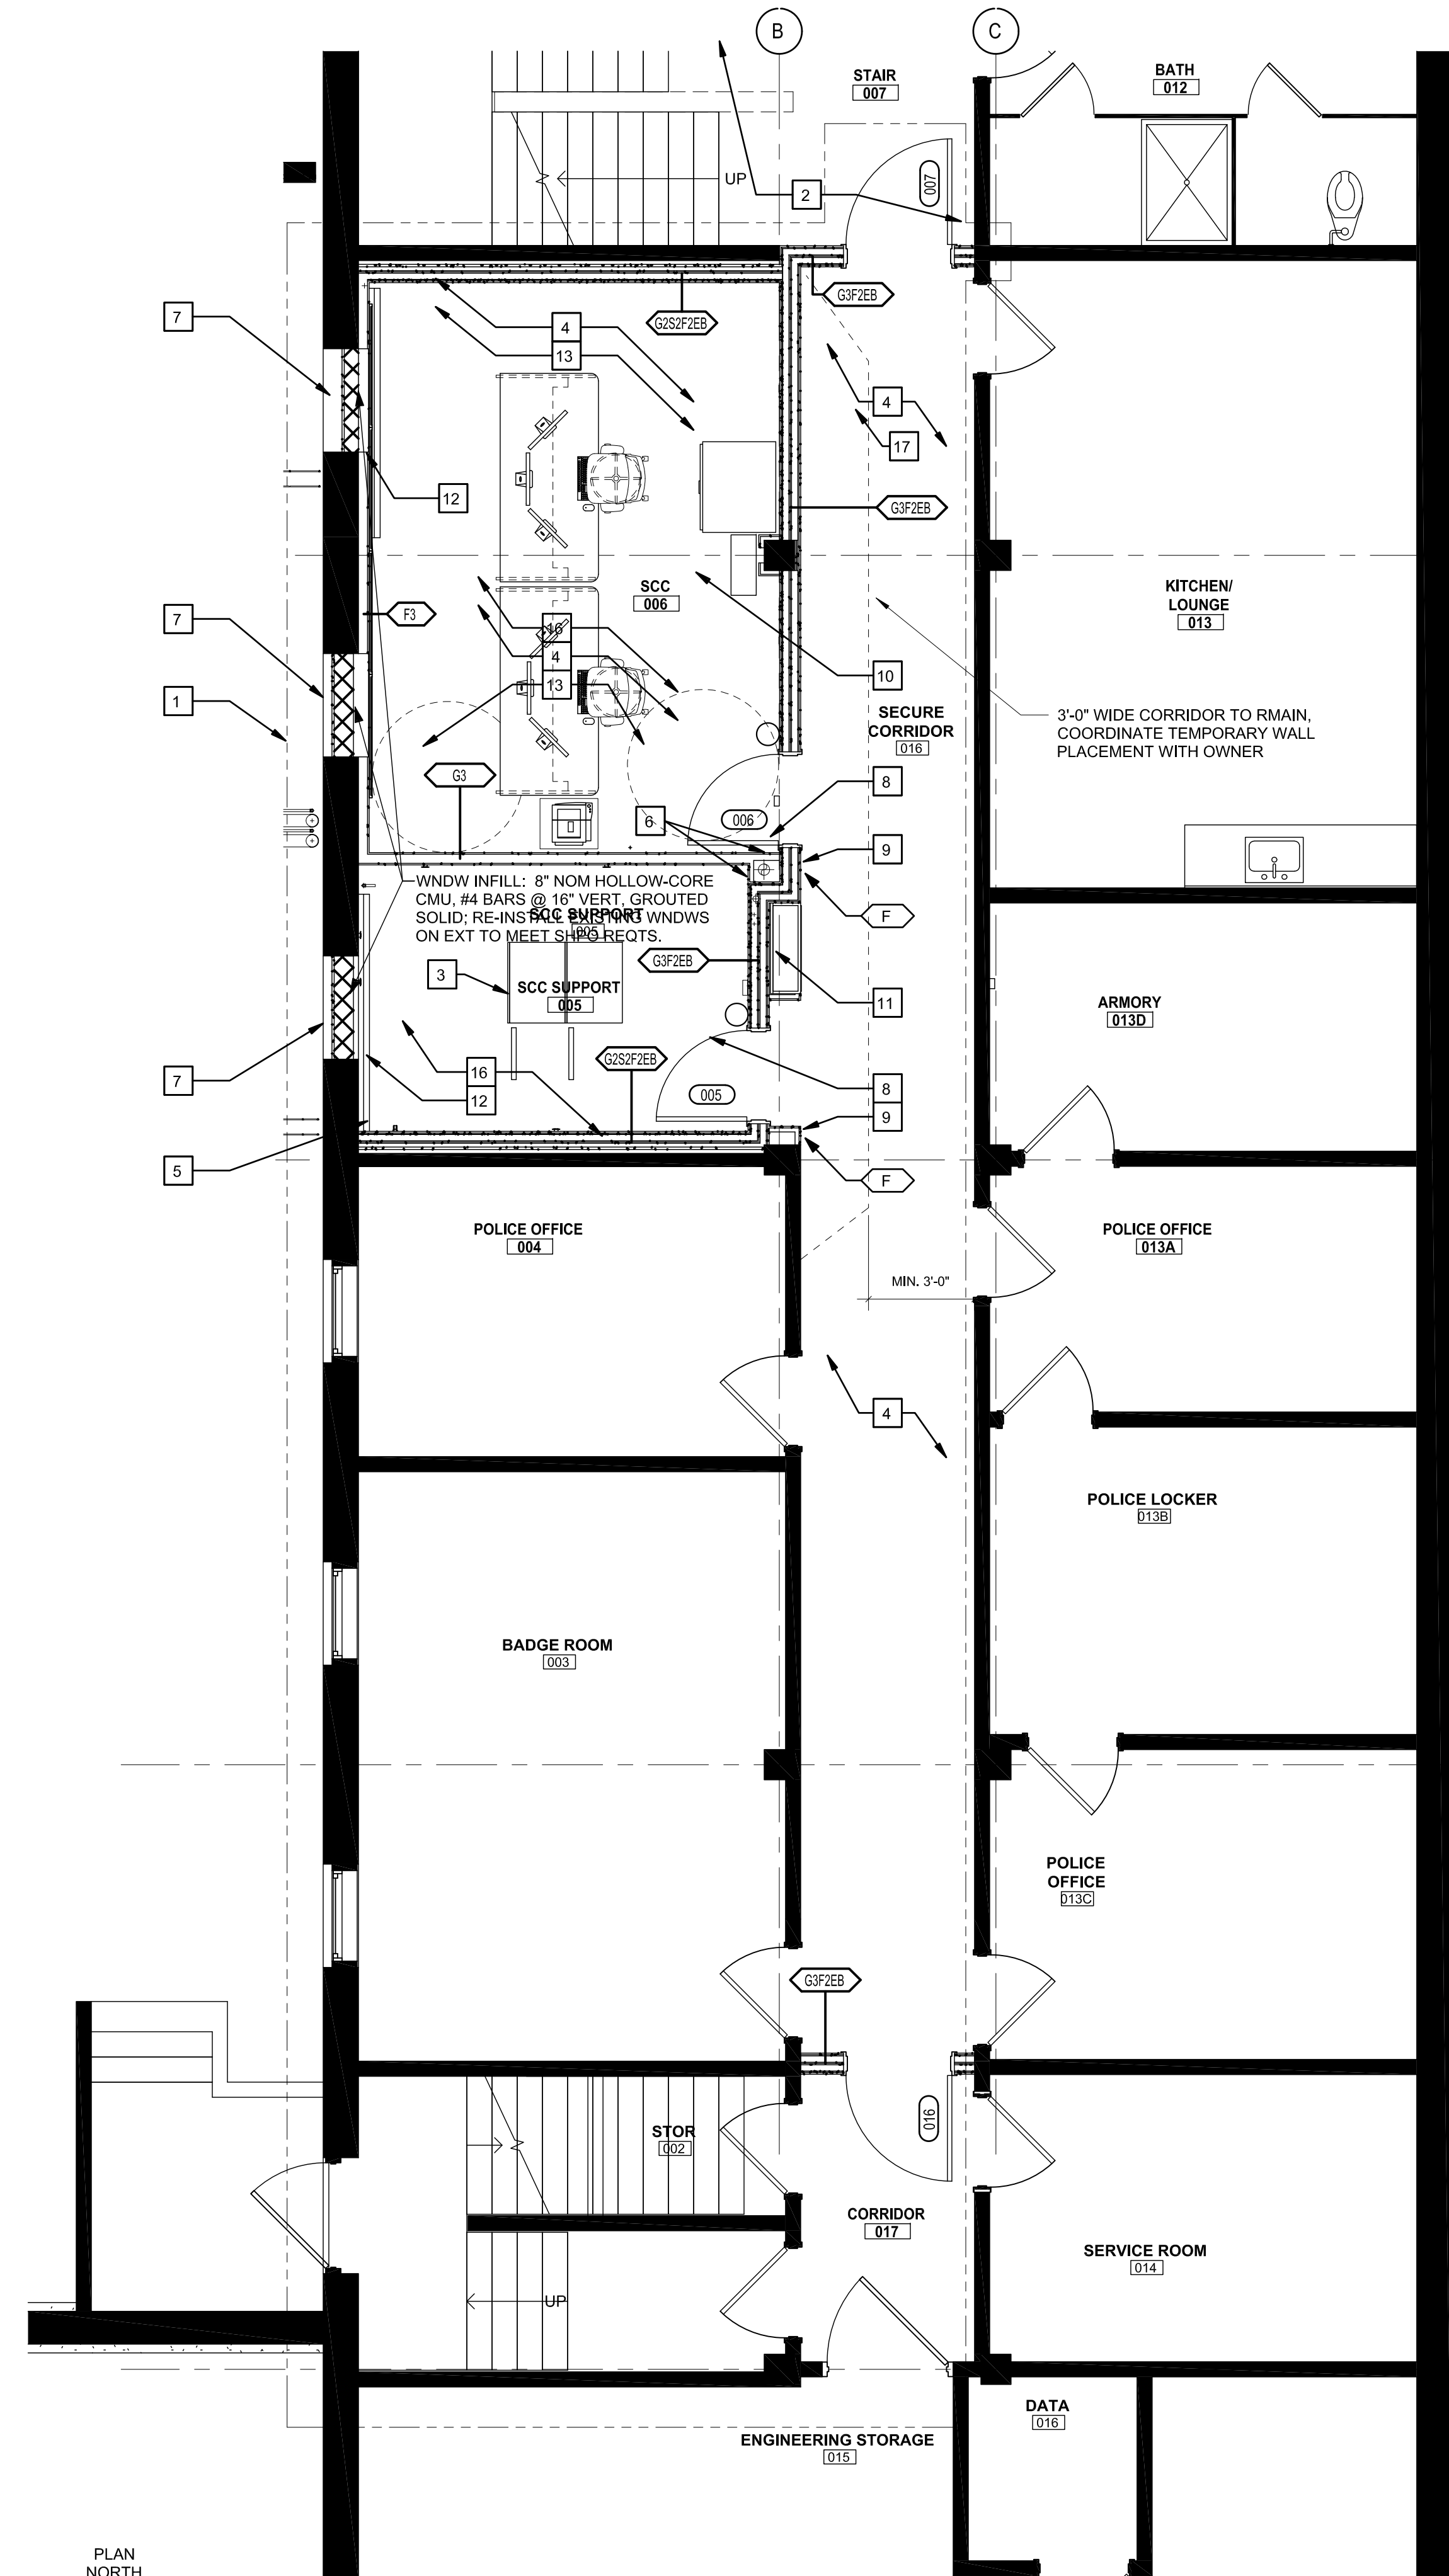 B
C
STAIR
007
BATH
012
UP
2
007
G3F2EB
G2S2F2EB
7
4
13
4
17
12
G3F2EB
SCC
006
KITCHEN/
LOUNGE
013
7
F3
16
4
13
10
1
SECURE
CORRIDOR
016
3'-0" WIDE CORRIDOR TO RMAIN,
COORDINATE TEMPORARY WALL
PLACEMENT WITH OWNER
G3
8
6
006
9
WNDW INFILL: 8" NOM HOLLOW-CORE
CMU, #4 BARS @ 16" VERT, GROUTED
SOLID; RE-INSTALL EXISTING WNDWS
ON EXT TO MEET SHPO REQTS.
SCC SUPPORT
005
F
G3F2EB
3
SCC SUPPORT
005
11
ARMORY
013D
G2S2F2EB
7
16
12
005
8
9
5
F
POLICE OFFICE
004
POLICE OFFICE
013A
MIN. 3'-0"
4
POLICE LOCKER
013B
BADGE ROOM
003
POLICE
OFFICE
013C
G3F2EB
016
STOR
002
CORRIDOR
017
SERVICE ROOM
014
UP
DATA
016
ENGINEERING STORAGE
015
PLAN
NORTH